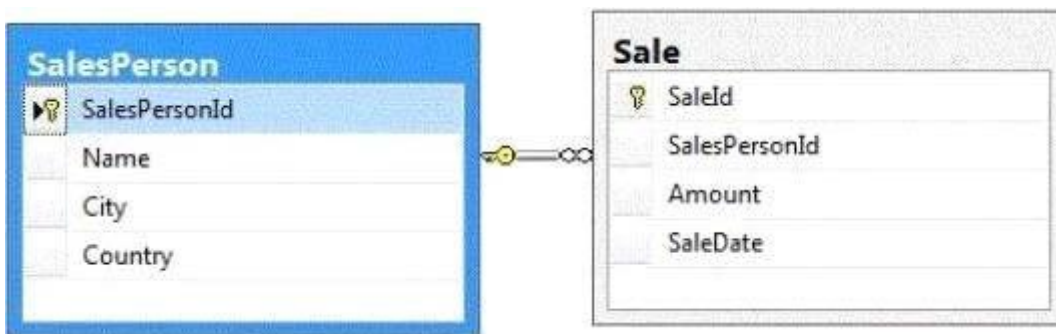 SalesPerson
SalesPersonId
Name
City
Country
Sale
SaleId
SalesPersonId
Amount
SaleDate